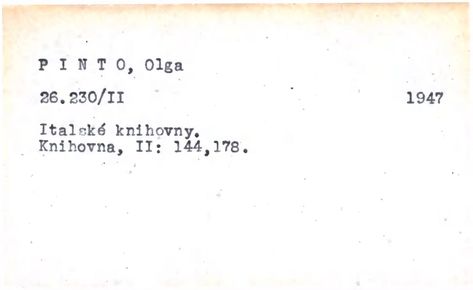 P I N T O, Olga
26.230/II 1947
Italské knihovny.
Knihovna, II: 144,178.